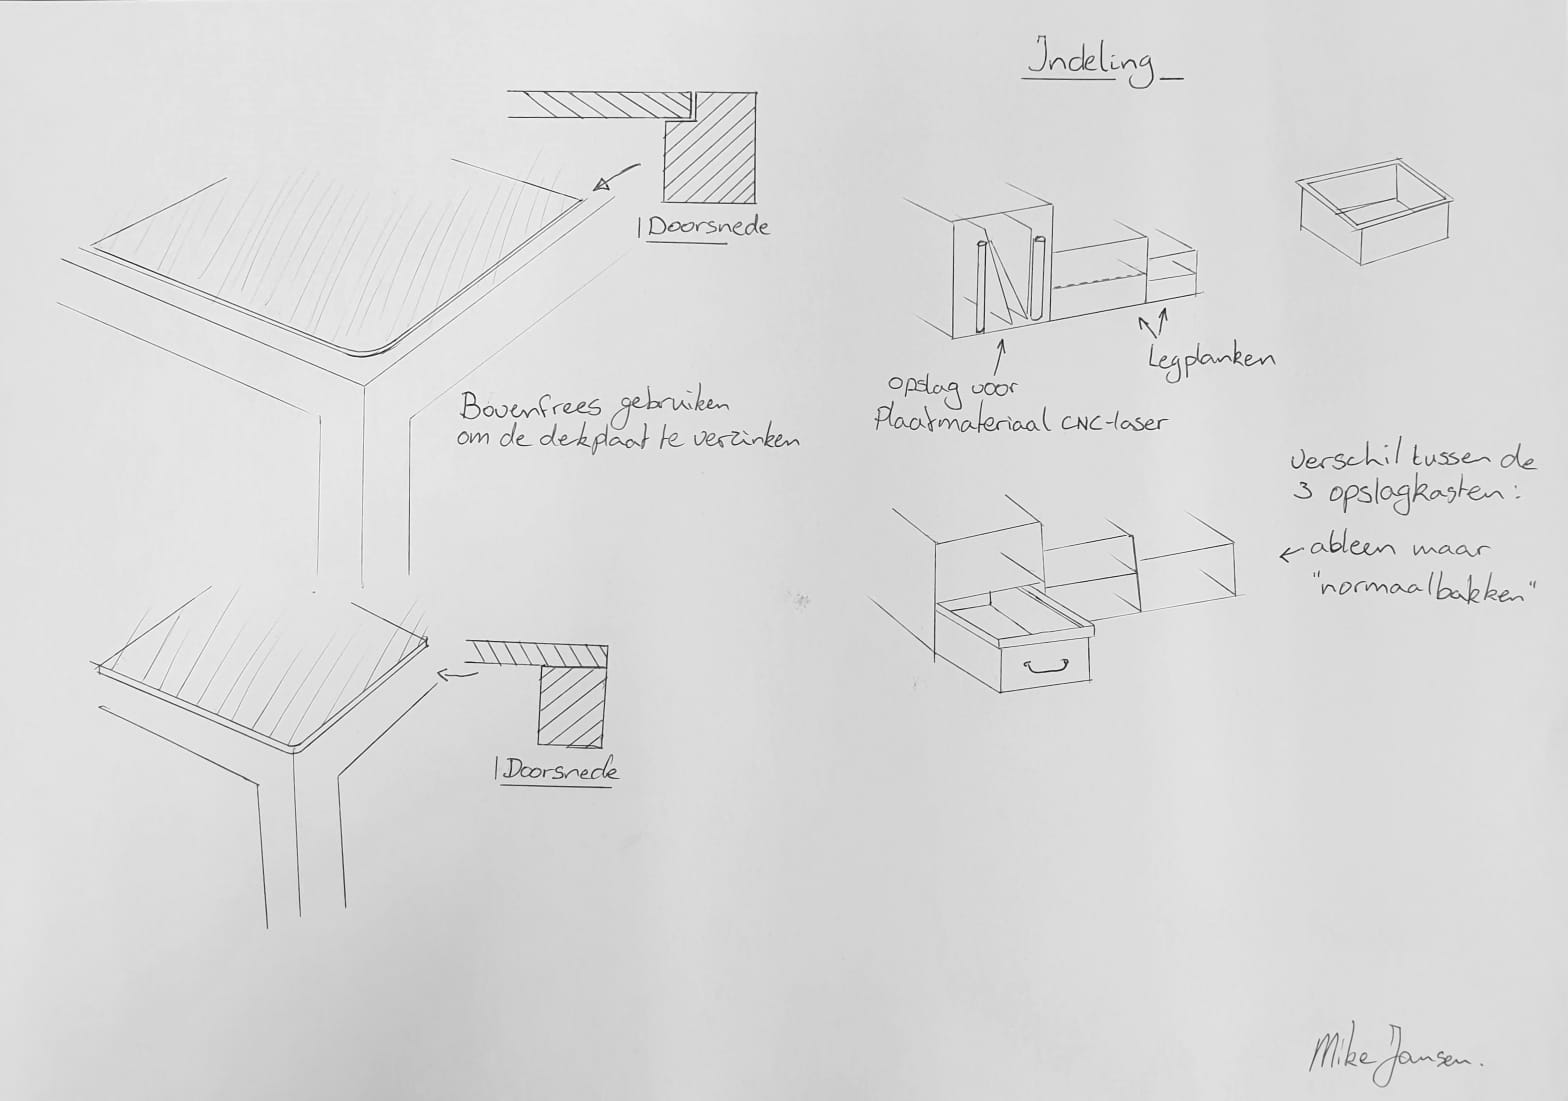 Indeling
Doorsnede
Bovenfrees gebruiken
om de dekplaat te verzinken
Doorsnede
Legplanken
opslag voor
Plaatmateriaal CNC-laser
verschil tussen de
3 opslagkasten:
← ableen maar
"normaalbakken"
Mike Jansen.